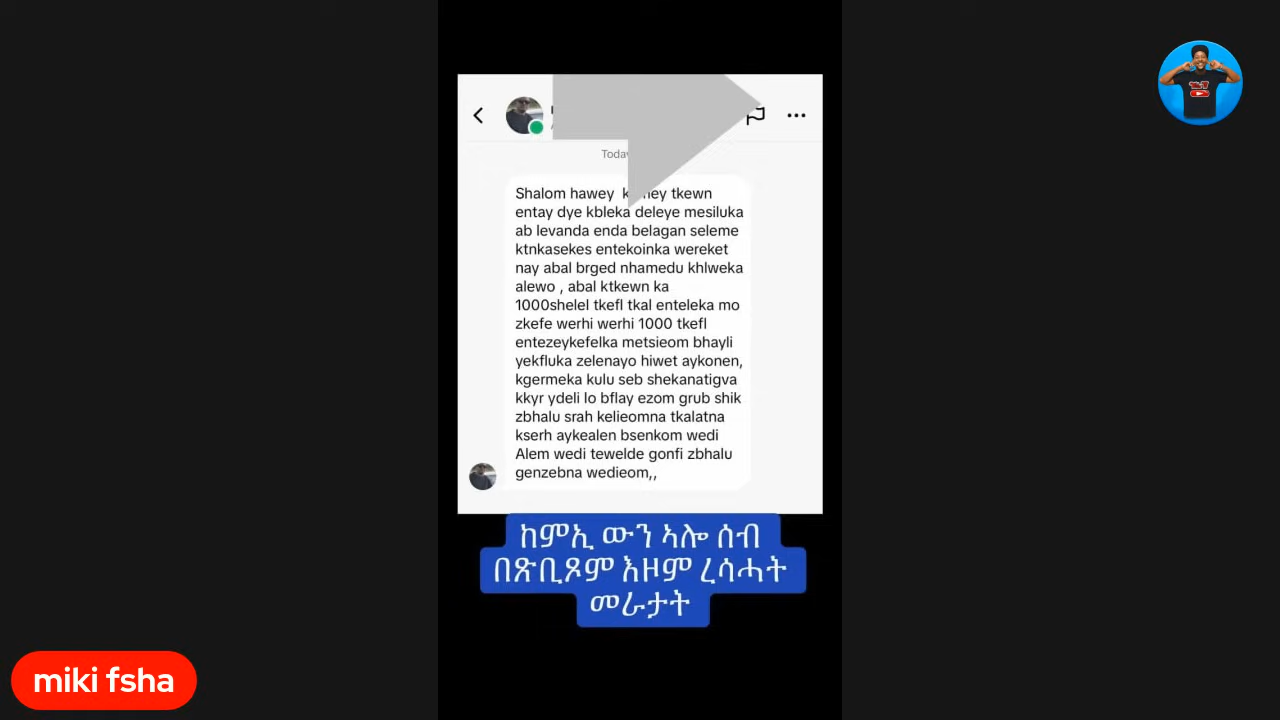 Today
Shalom hawey tkewn
entay dye kbleka deleye mesiluka
ab levanda enda belagan seleme
ktnkasekes entekoinka wereket
nay abal brged nhamedu khlweka
alewo , abal ktkewn ka
1000shelel tkefl tkal enteleka mo
zkefe werhi werhi 1000 tkefl
entezeykefelka metsieom bhayli
yekfluka zelenayo hiwet aykonen,
kgermeka kulu seb shekanatigva
kkyr ydeli lo bflay ezom grub shik
zbhalu srah kelieomna tkalatna
kserh aykealen bsenkom wedi
Alem wedi tewelde gonfi zbhalu
genzebna wedieom,,
ከምኢ ውን ኣሎ ሰብ
በጽቢጾም እዞም ረሳሓት
መራታት
miki fsha